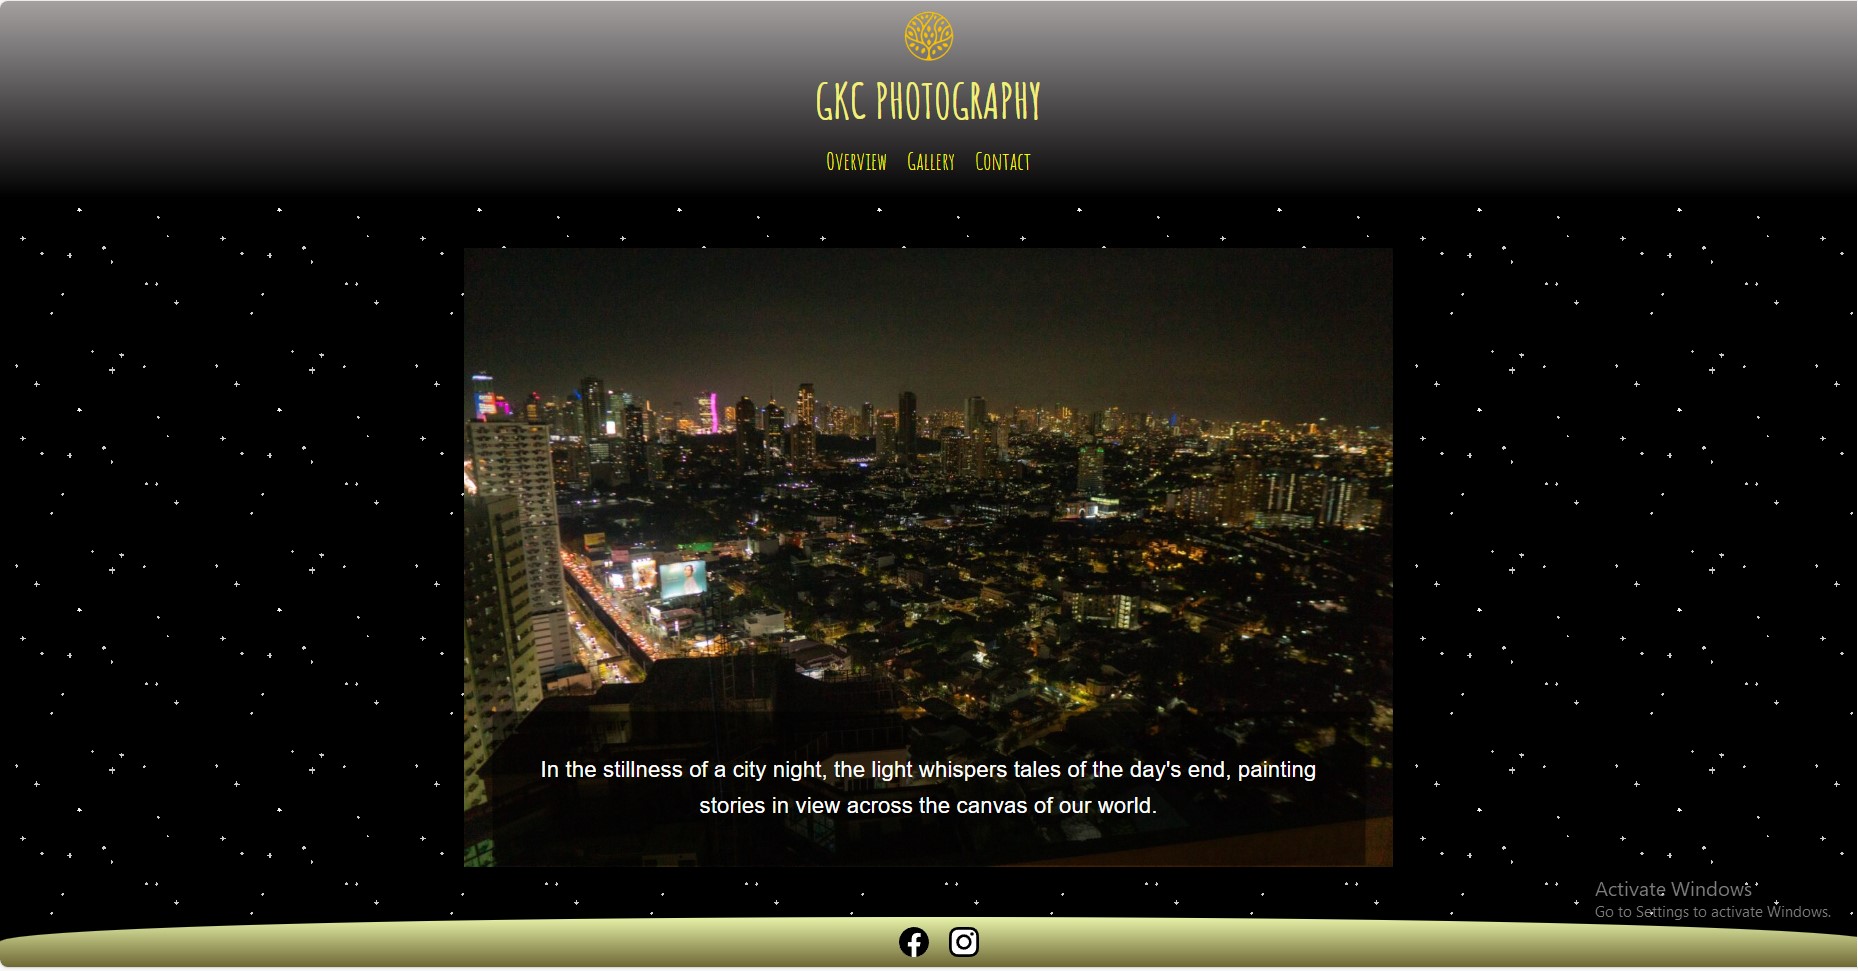 GKC PHOTOGRAPHY
Overview Gallery Contact
In the stillness of a city night, the light whispers tales of the day's end, painting
stories in view across the canvas of our world.
Activate Windows
Go to Settings to activate Windows.